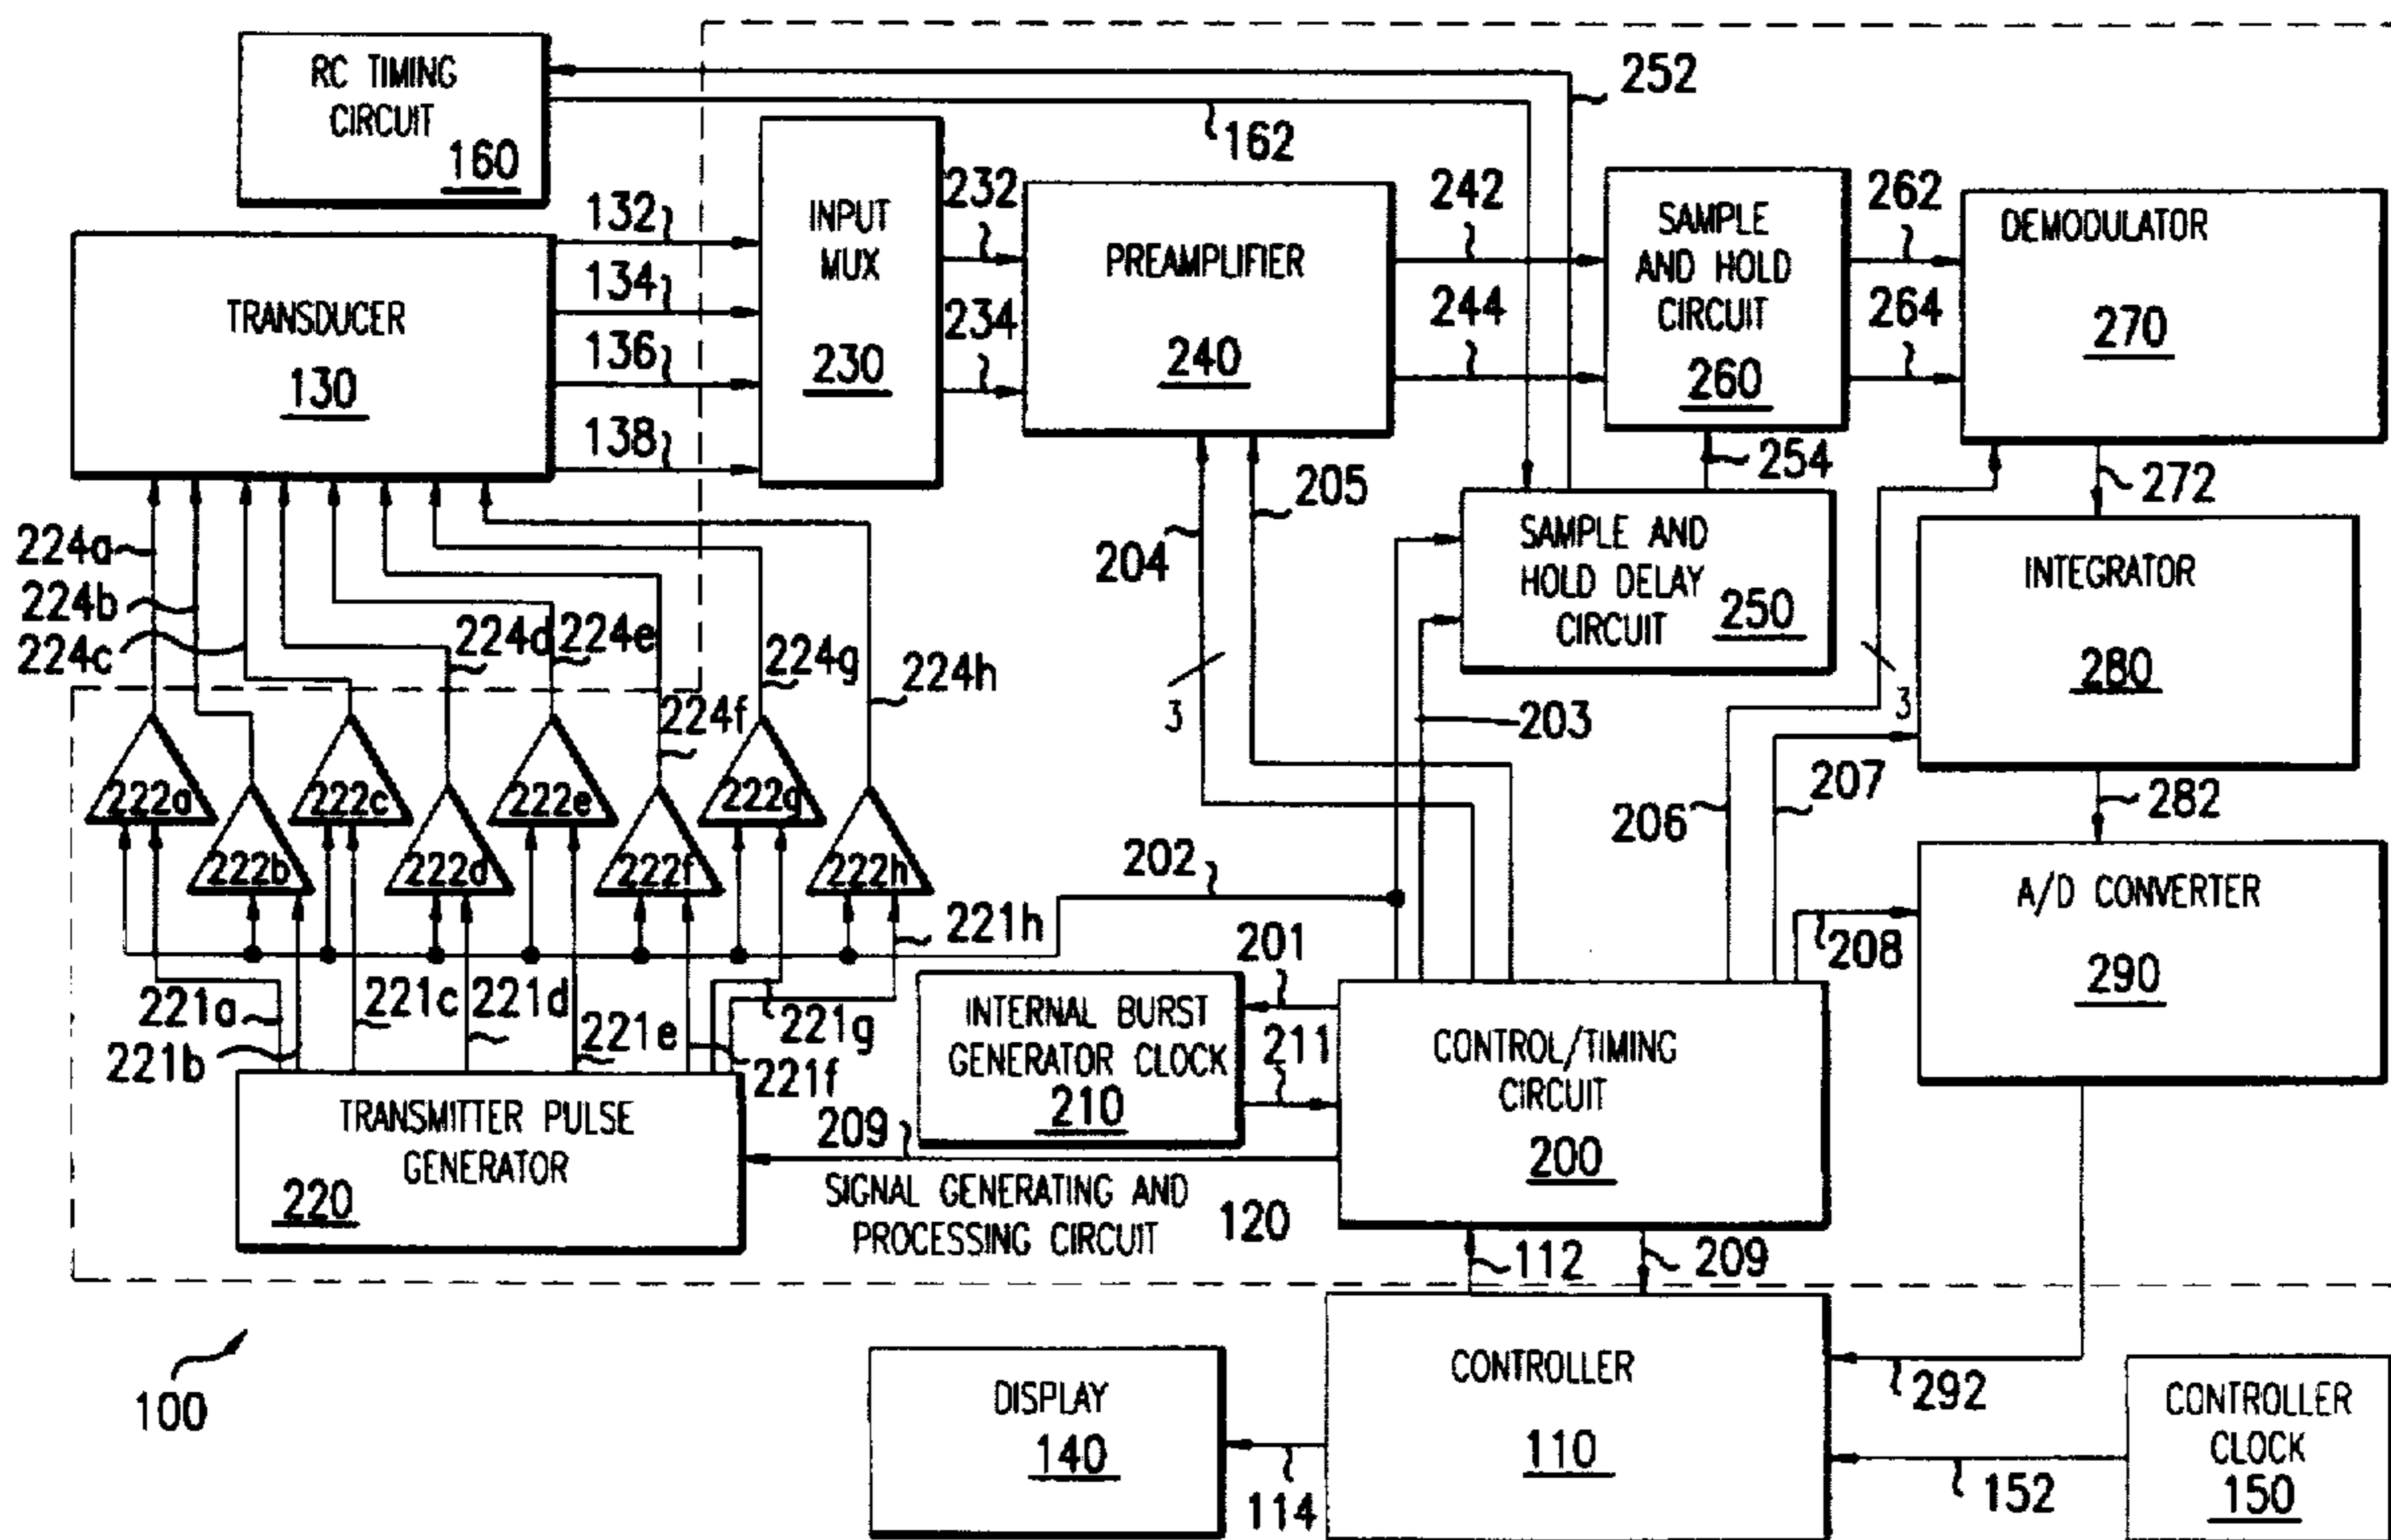 RC TIMING
CIRCUIT
160
252
162
132
134
136
138
INPUT
MUX
230
232
234
PREAMPLIFIER
240
242
244
SAMPLE
AND HOLD
CIRCUIT
260
262
264
DEMODULATOR
270
TRANSDUCER
130
254
272
204
205
3
SAMPLE AND
HOLD DELAY
CIRCUIT
250
203
INTEGRATOR
280
3
206
207
282
224a
224b
224c
224d
224e
224f
224g
224h
222a
222b
222c
222d
222e
222f
222g
222h
202
A/D CONVERTER
290
208
221a
221b
221c
221d
221e
221f
221g
221h
201
INTERNAL BURST
GENERATOR CLOCK
210
211
CONTROL/TIMING
CIRCUIT
200
TRANSMITTER PULSE
GENERATOR
220
209
SIGNAL GENERATING AND
PROCESSING CIRCUIT
120
112
209
100
DISPLAY
140
114
CONTROLLER
110
292
152
CONTROLLER
CLOCK
150